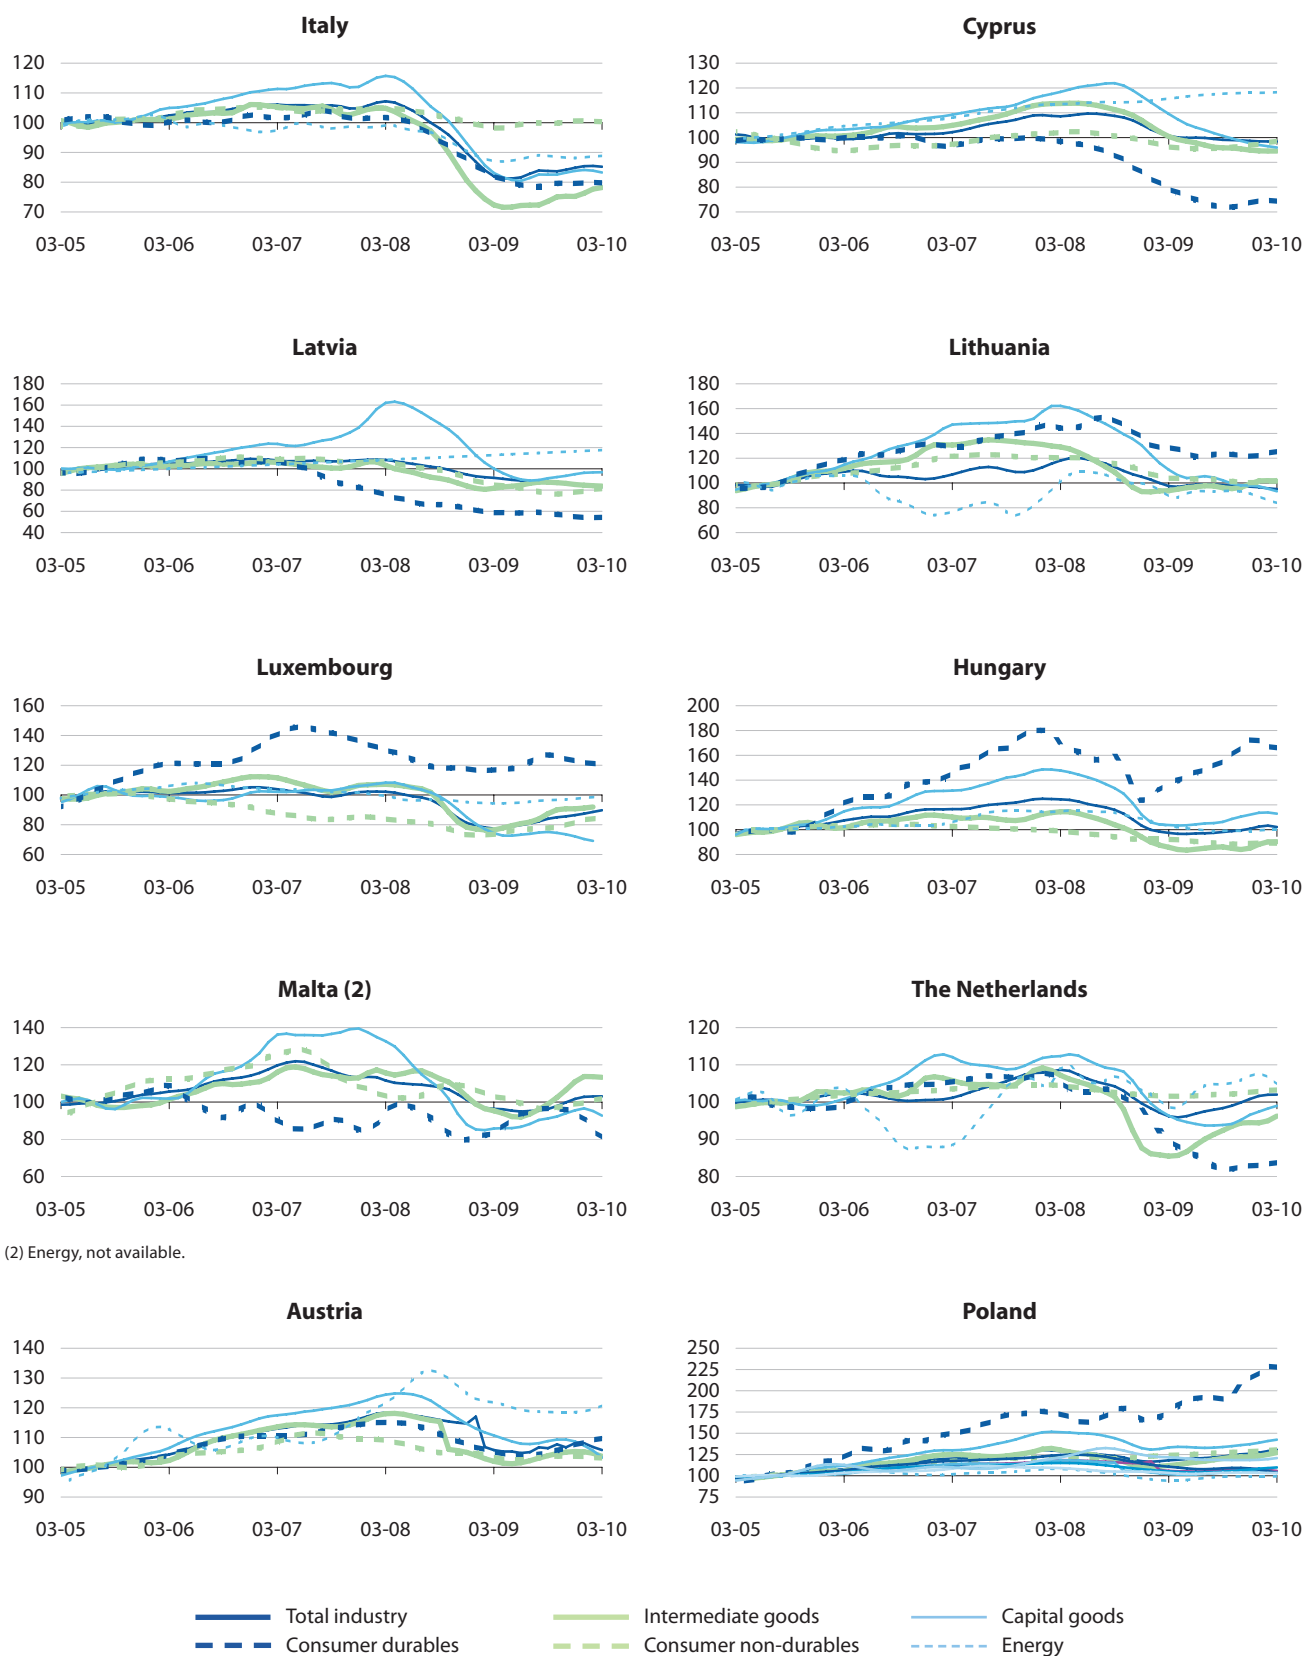 Italy
120
110
100
90
80
70
03-05 03-06 03-07 03-08 03-09 03-10
Cyprus
130
120
110
100
90
80
70
03-05 03-06 03-07 03-08 03-09 03-10
Latvia
180
160
140
120
100
80
60
40
03-05 03-06 03-07 03-08 03-09 03-10
Lithuania
180
160
140
120
100
80
60
03-05 03-06 03-07 03-08 03-09 03-10
Luxembourg
160
140
120
100
80
60
03-05 03-06 03-07 03-08 03-09 03-10
Hungary
200
180
160
140
120
100
80
03-05 03-06 03-07 03-08 03-09 03-10
Malta (2)
140
120
100
80
60
03-05 03-06 03-07 03-08 03-09 03-10
The Netherlands
120
110
100
90
80
03-05 03-06 03-07 03-08 03-09 03-10
(2) Energy, not available.
Austria
140
130
120
110
100
90
03-05 03-06 03-07 03-08 03-09 03-10
Poland
250
225
200
175
150
125
100
75
03-05 03-06 03-07 03-08 03-09 03-10
Total industry Intermediate goods Capital goods
Consumer durables Consumer non-durables Energy